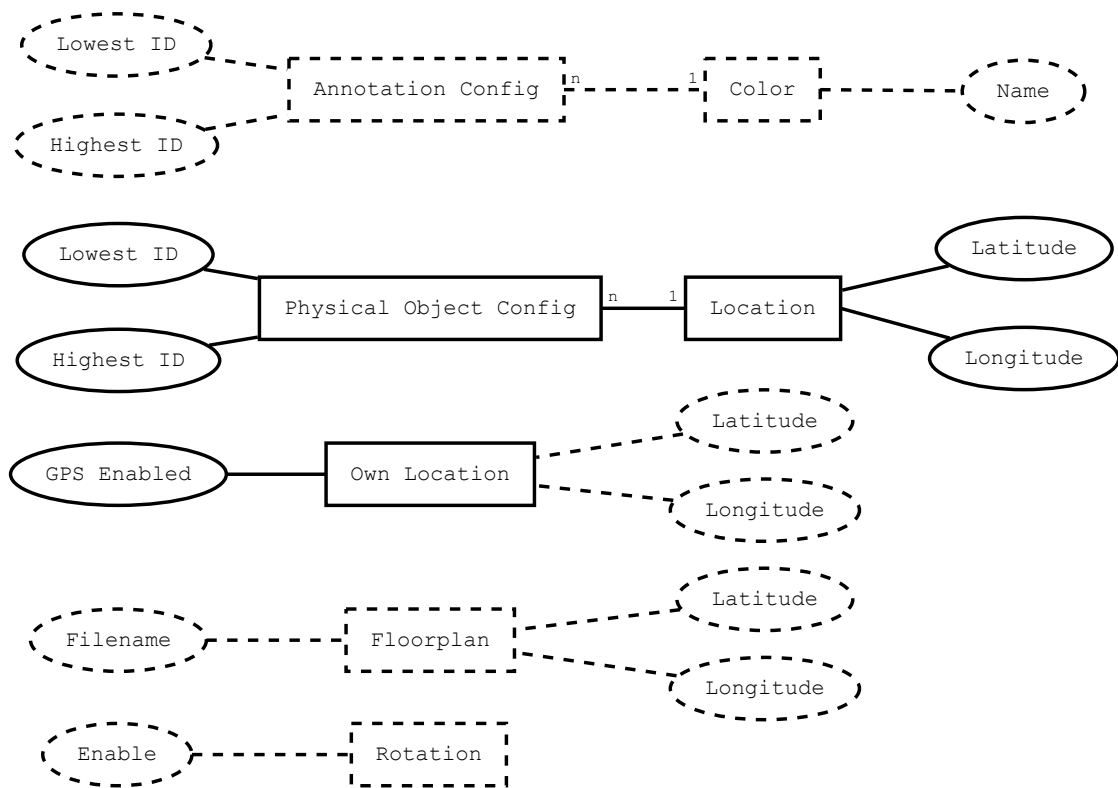 Lowest ID
Annotation Config
n
1
Color
Name
Highest ID
Lowest ID
Latitude
Physical Object Config
n
1
Location
Highest ID
Longitude
Latitude
GPS Enabled
Own Location
Longitude
Latitude
Filename
Floorplan
Longitude
Enable
Rotation